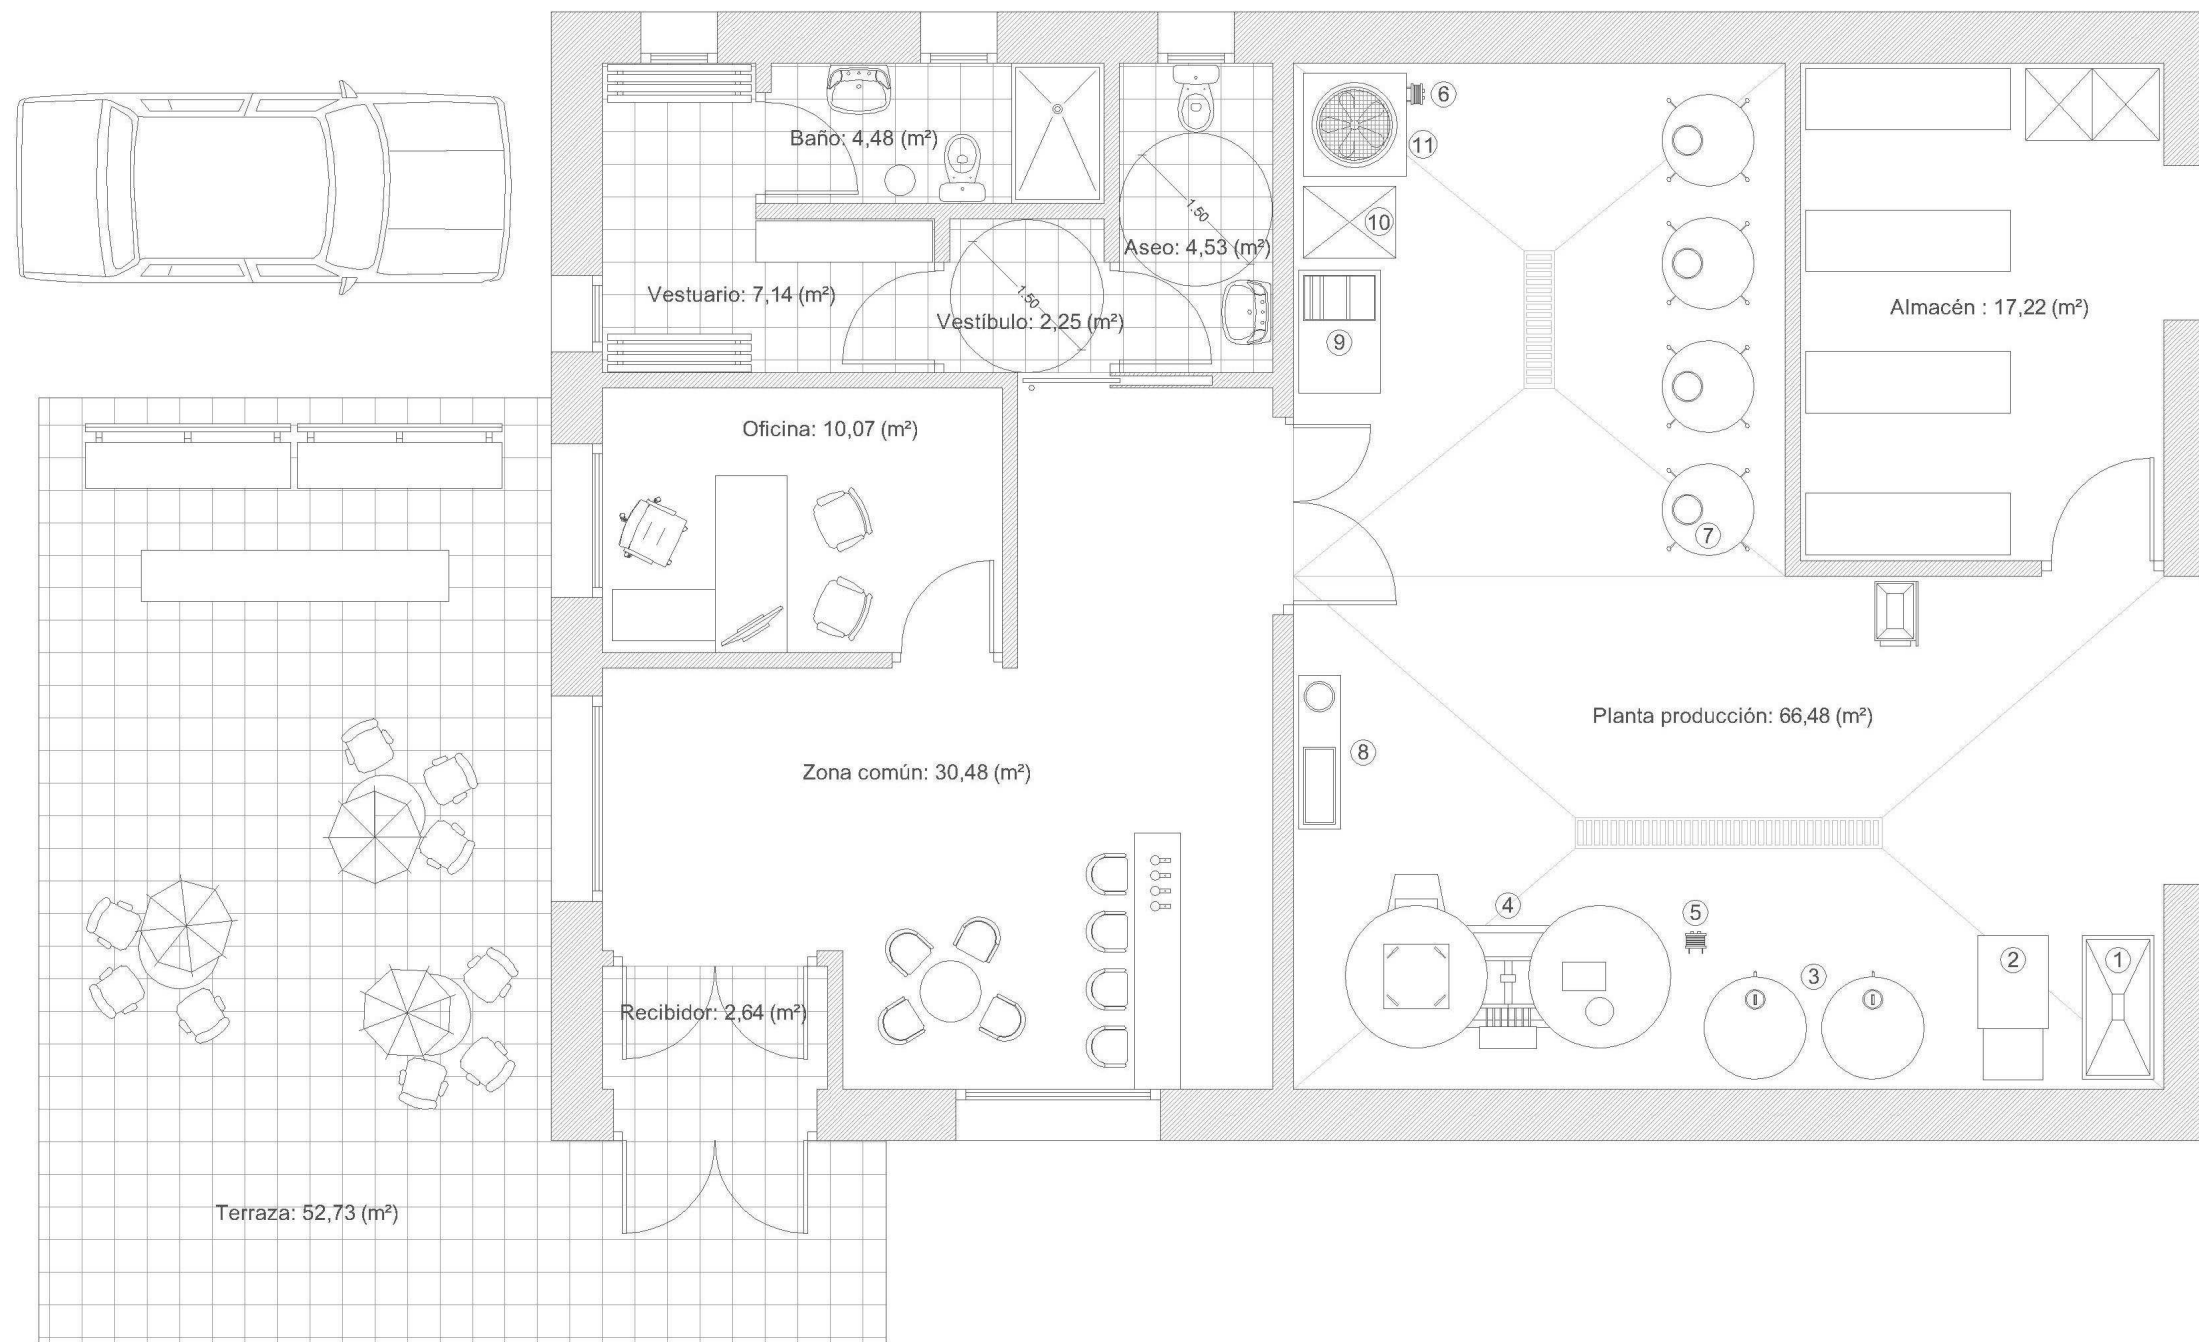 6
Baño: 4,48 (m²)
11
1.50
10
Aseo: 4,53 (m²)
Vestuario: 7,14 (m²)
1.50
Vestíbulo: 2,25 (m²)
Almacén : 17,22 (m²)
9
Oficina: 10,07 (m²)
7
Planta producción: 66,48 (m²)
8
Zona común: 30,48 (m²)
4
5
3
2
1
Recibidor: 2,64 (m²)
Terraza: 52,73 (m²)